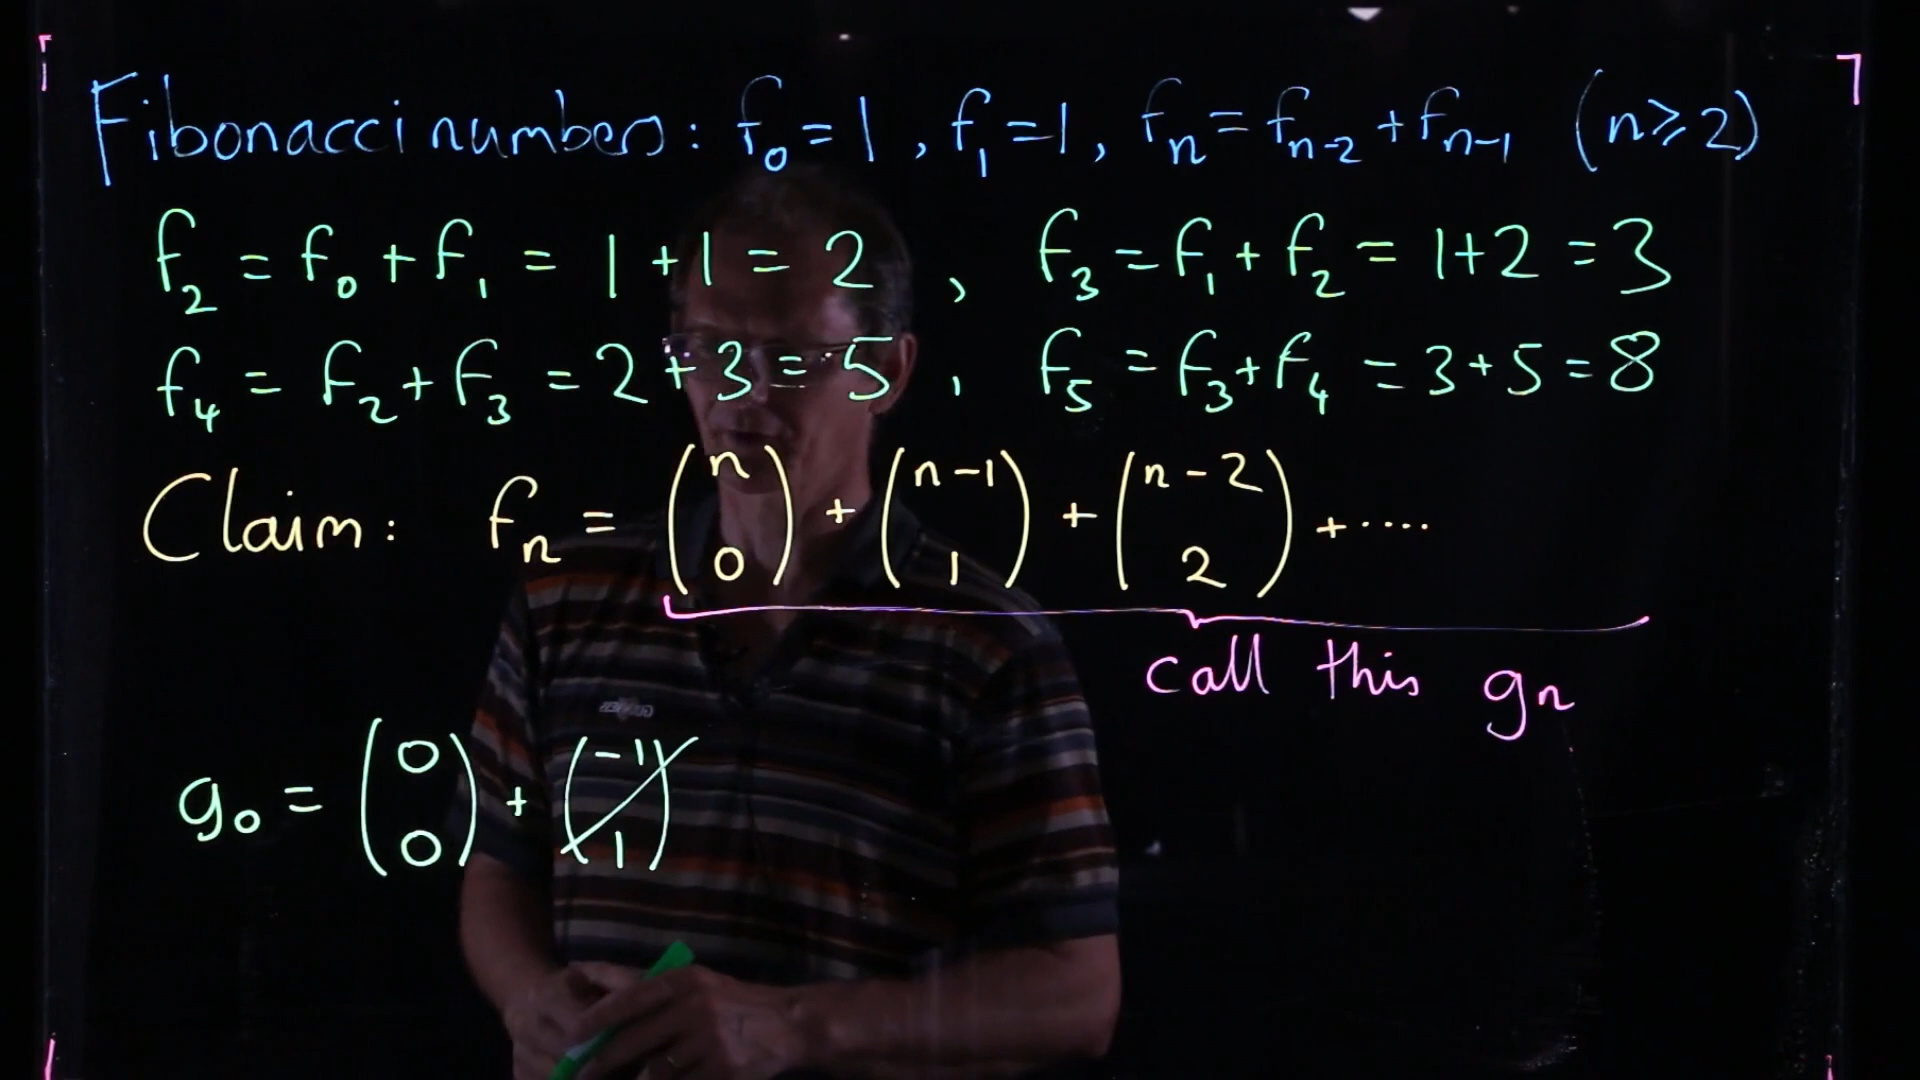 Fibonacci numbers: f₀ = 1, f₁ = 1, fₙ = fₙ₋₂ + fₙ₋₁ (n ⩾ 2)
f₂ = f₀ + f₁ = 1 + 1 = 2, f₃ = f₁ + f₂ = 1 + 2 = 3
f₄ = f₂ + f₃ = 2 + 3 = 5, f₅ = f₃ + f₄ = 3 + 5 = 8
Claim: fₙ = (n 0) + (n-1 1) + (n-2 2) + ....
call this gₙ
g₀ = (0 0) + (-1 1)